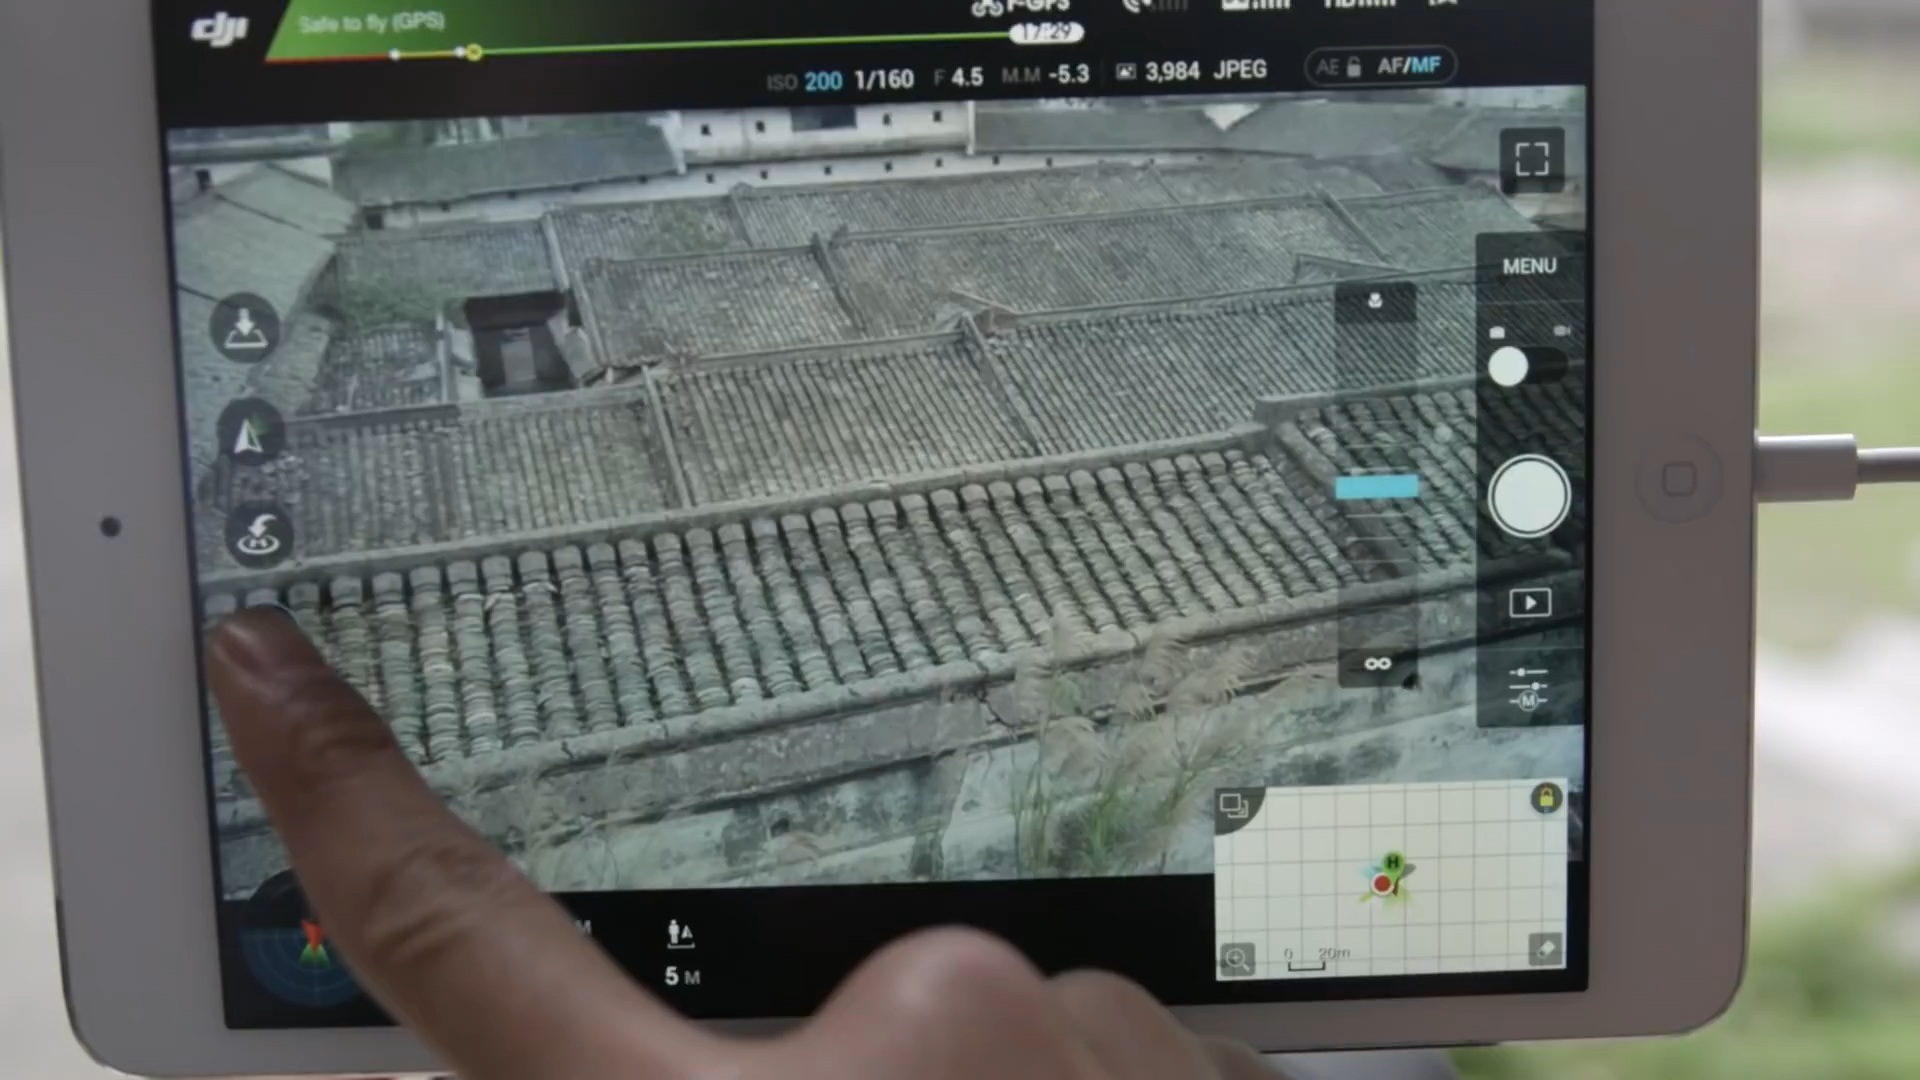 dji
Safe to fly (GPS)
P-GPS
17:29
ISO 200 1/160 F 4.5 M.M -5.3 3,984 JPEG AE AF/MF
MENU
M
H
0 20m
M
5 M